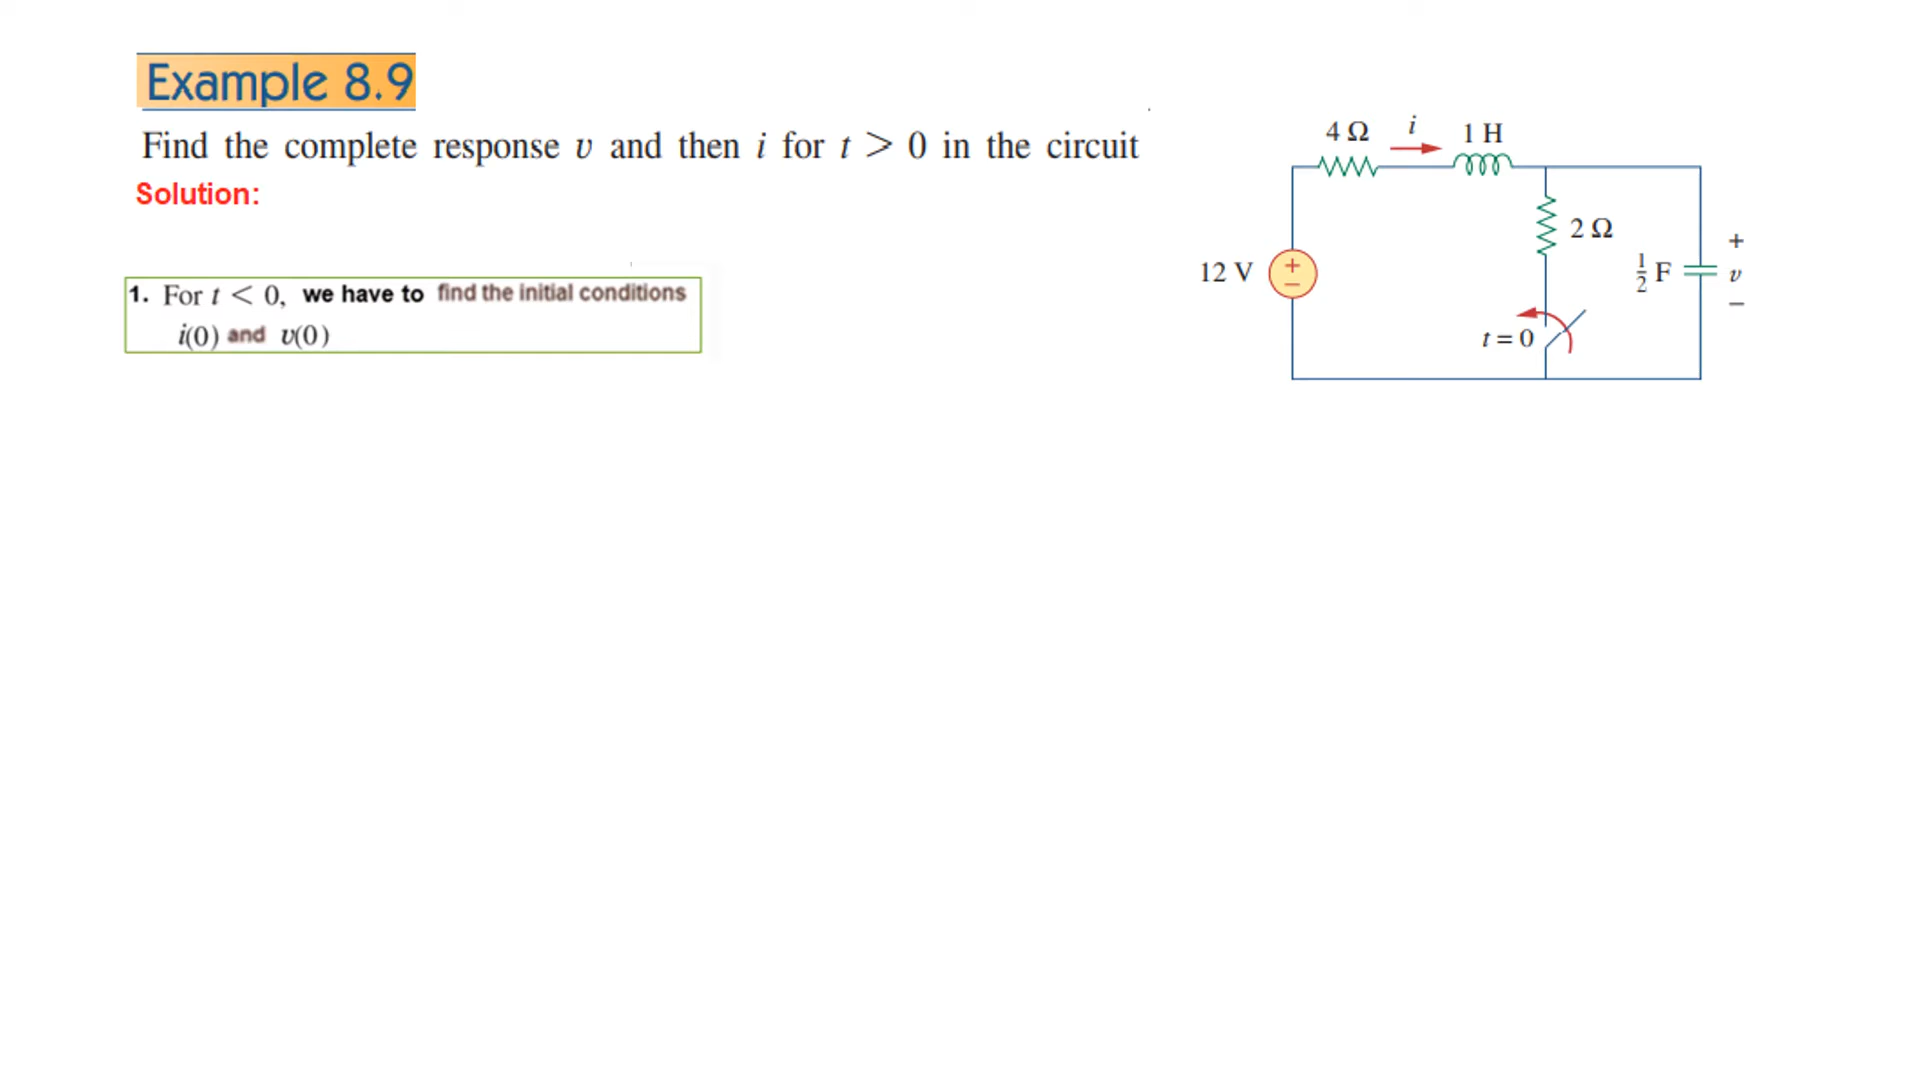 Example 8.9
Find the complete response v and then i for t > 0 in the circuit
Solution:
1. For t < 0, we have to find the initial conditions
i(0) and v(0)
4 Ω
i
1 H
2 Ω
12 V
+
−
½ F
+
v
−
t = 0